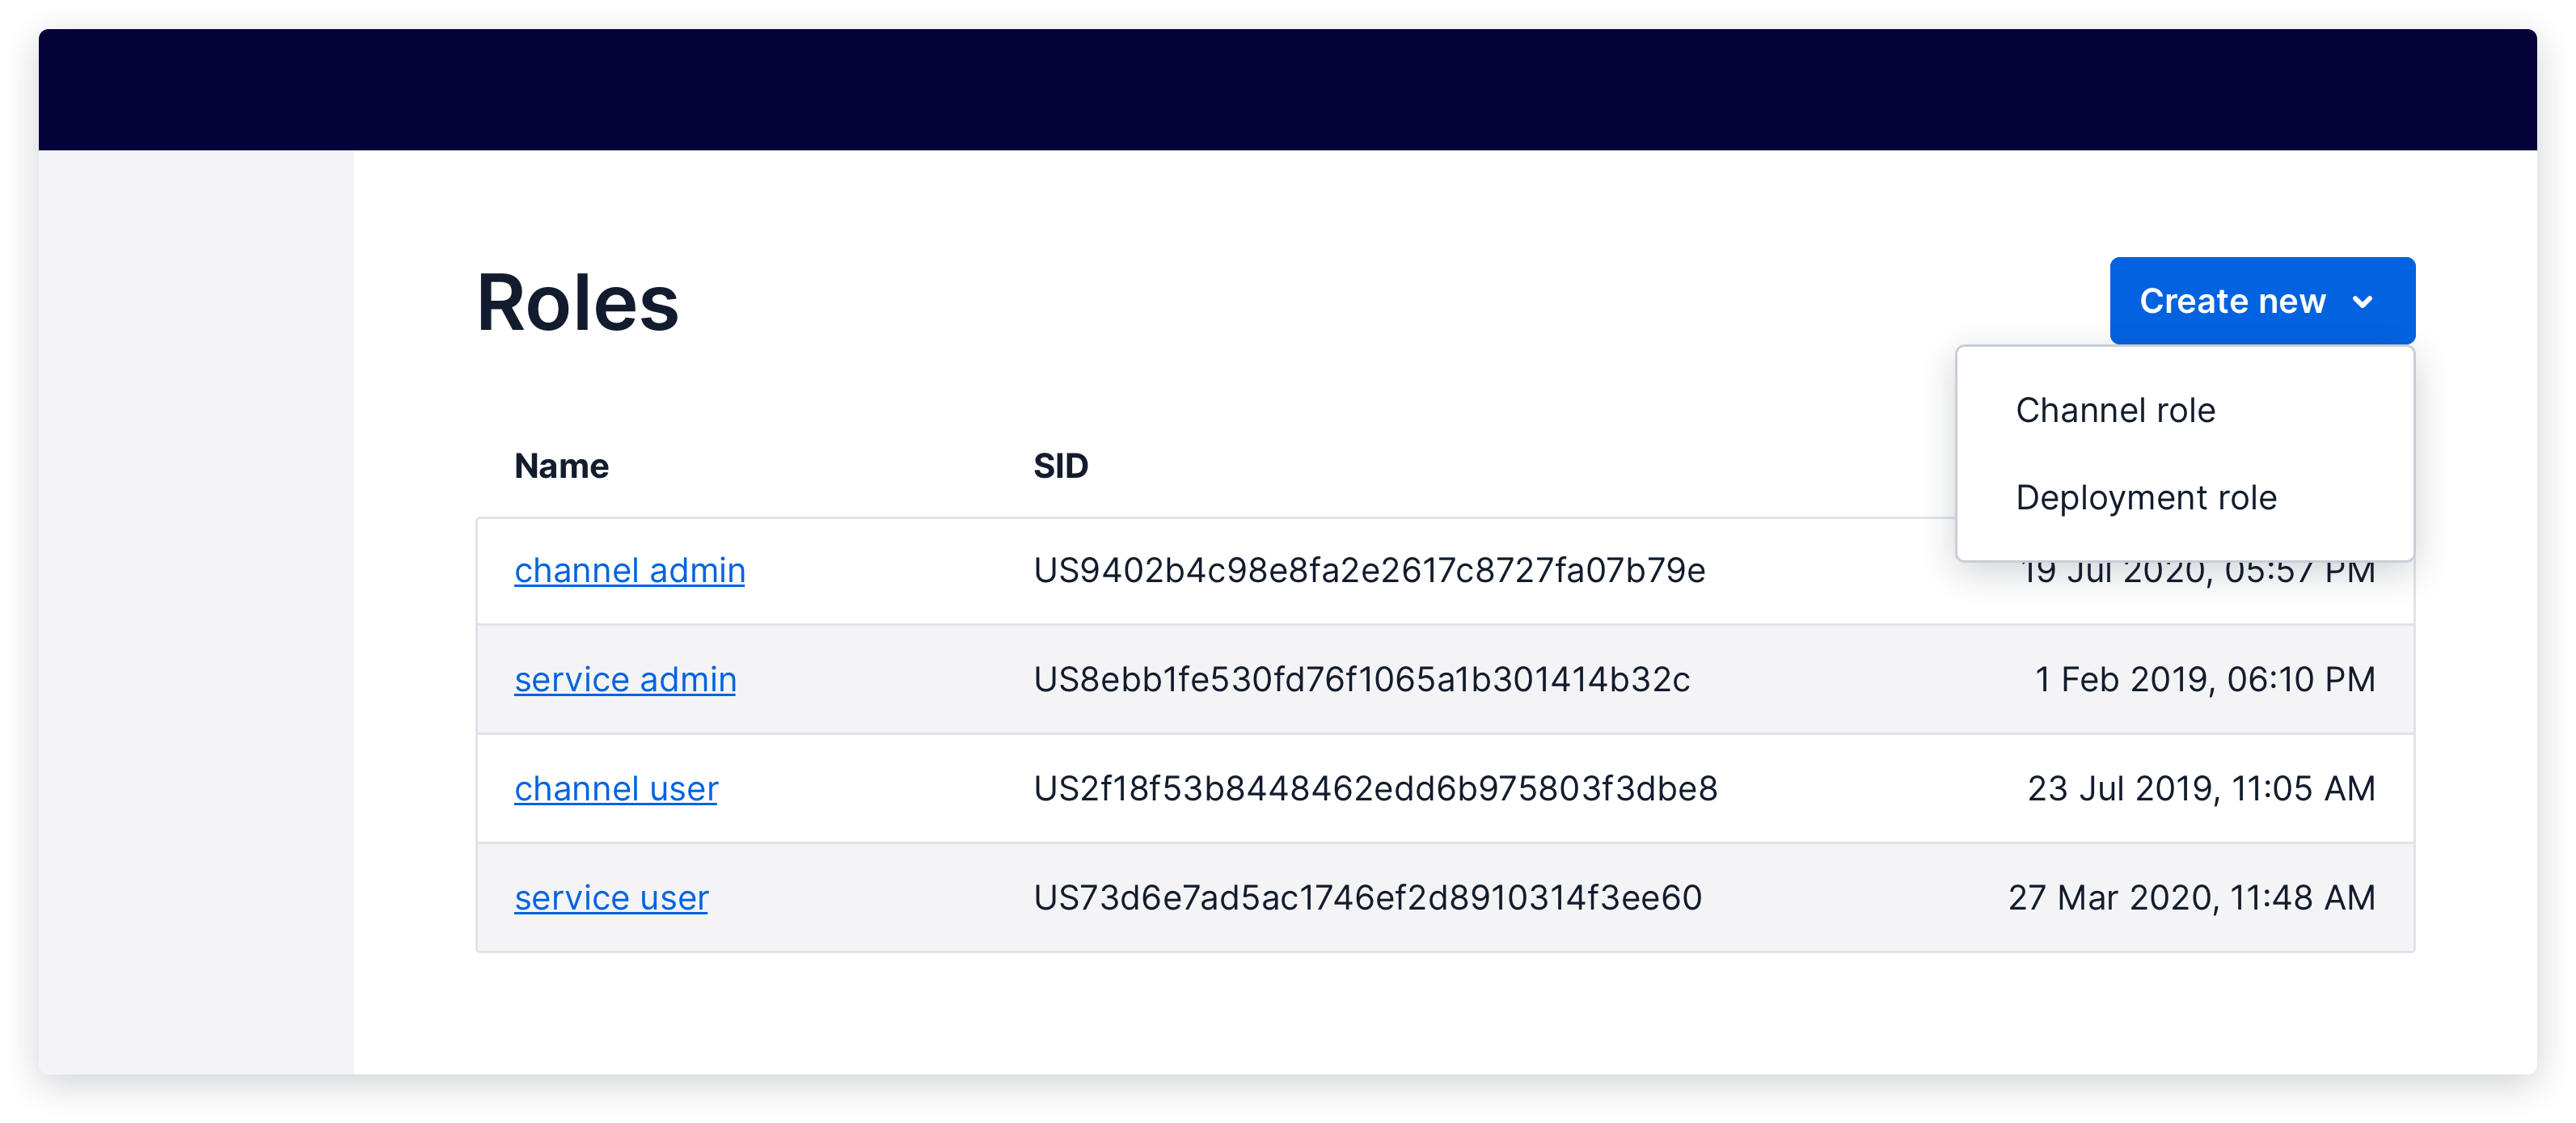 Roles
Create new
Channel role
Deployment role
Name SID
channel admin US9402b4c98e8fa2e2617c8727fa07b79e 19 Jul 2020, 05:57 PM
service admin US8ebb1fe530fd76f1065a1b301414b32c 1 Feb 2019, 06:10 PM
channel user US2f18f53b8448462edd6b975803f3dbe8 23 Jul 2019, 11:05 AM
service user US73d6e7ad5ac1746ef2d8910314f3ee60 27 Mar 2020, 11:48 AM